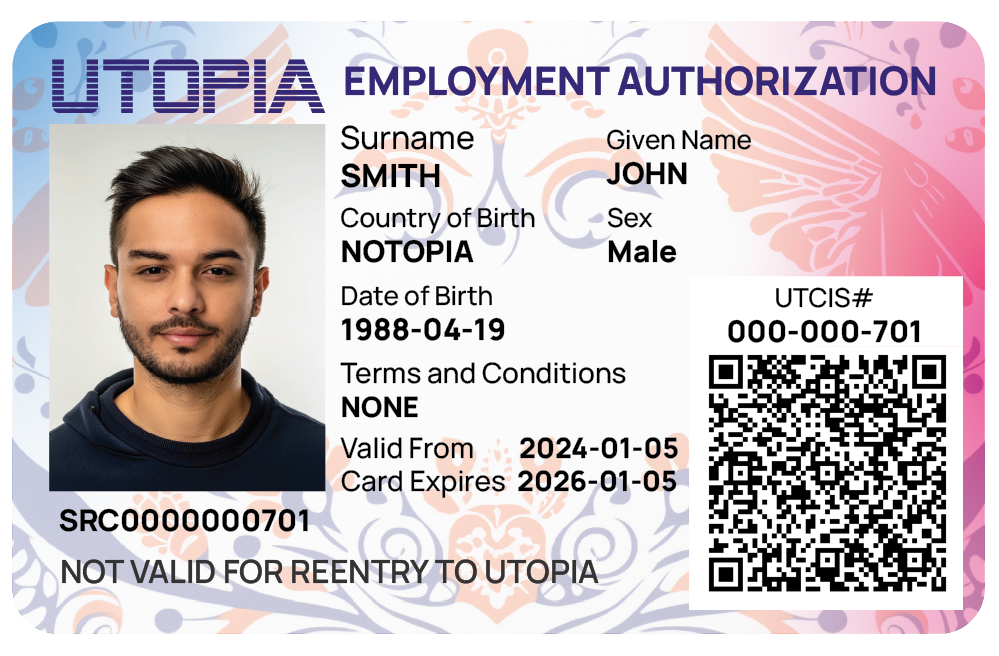 UTOPIA EMPLOYMENT AUTHORIZATION
Surname
SMITH
Given Name
JOHN
Country of Birth
NOTOPIA
Sex
Male
Date of Birth
1988-04-19
Terms and Conditions
NONE
Valid From 2024-01-05
Card Expires 2026-01-05
UTCIS#
000-000-701
SRC0000000701
NOT VALID FOR REENTRY TO UTOPIA